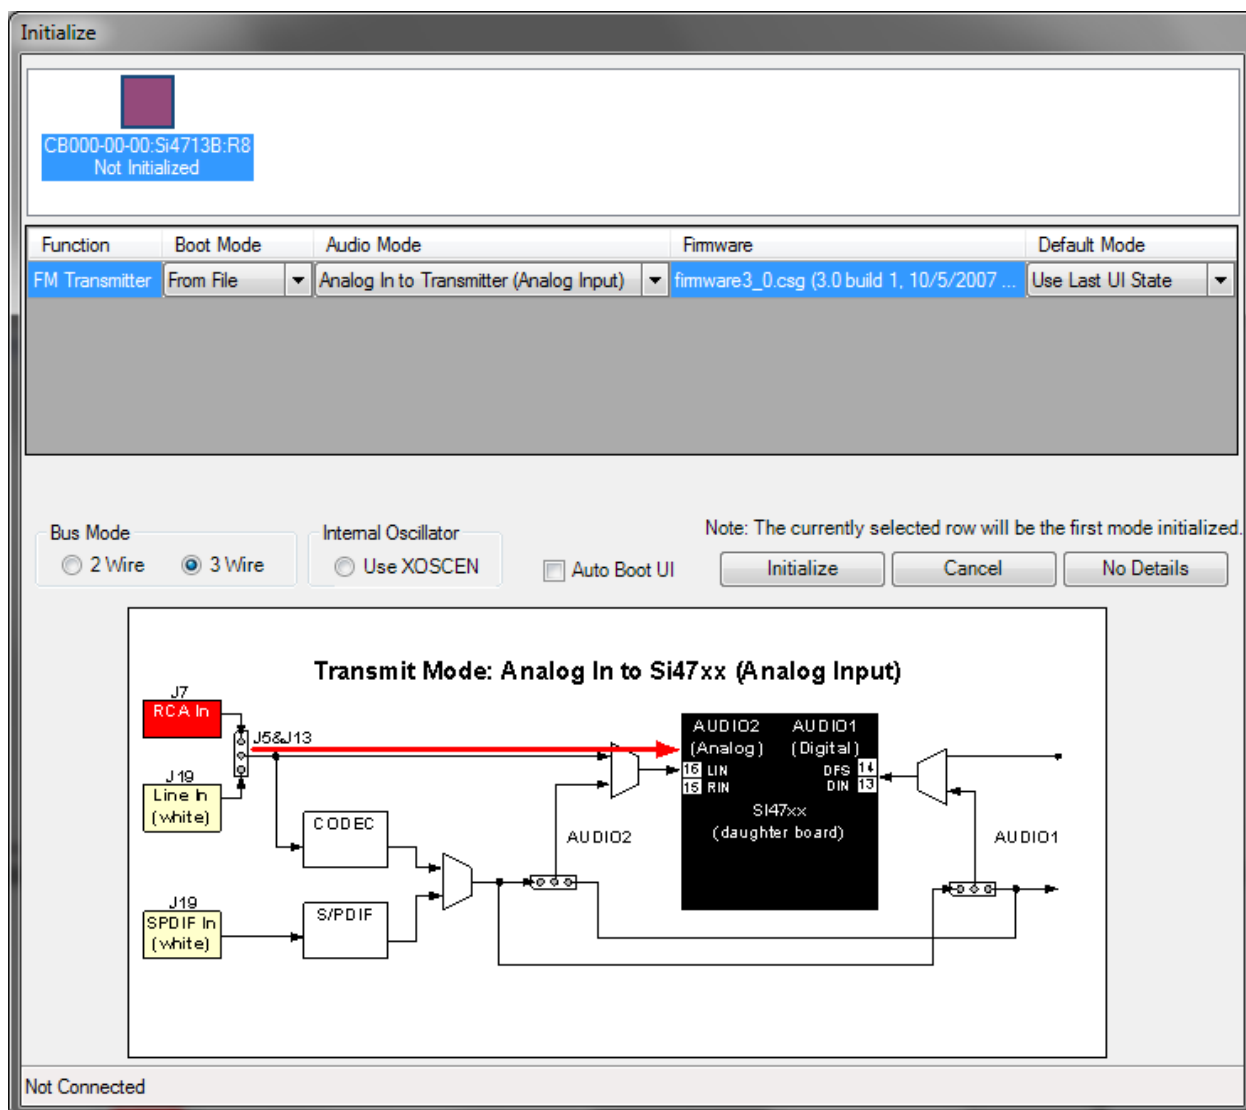 Initialize
CB000-00-00:Si4713B:R8
Not Initialized
Function Boot Mode Audio Mode Firmware Default Mode
FM Transmitter From File Analog In to Transmitter (Analog Input) firmware3_0.csg (3.0 build 1, 10/5/2007 ... Use Last UI State
Note: The currently selected row will be the first mode initialized.
Bus Mode Internal Oscillator
2 Wire 3 Wire Use XOSCEN Auto Boot UI Initialize Cancel No Details
Transmit Mode: Analog In to Si47xx (Analog Input)
J7
RCA In
J5&J13
J19
Line In
(white)
CODEC
AUDIO2
J19
SPDIF In
(white)
S/PDIF
AUDIO2 AUDIO1
(Analog) (Digital)
16 LIN DFS 14
15 RIN DIN 13
SI47xx
(daughter board)
AUDIO1
Not Connected